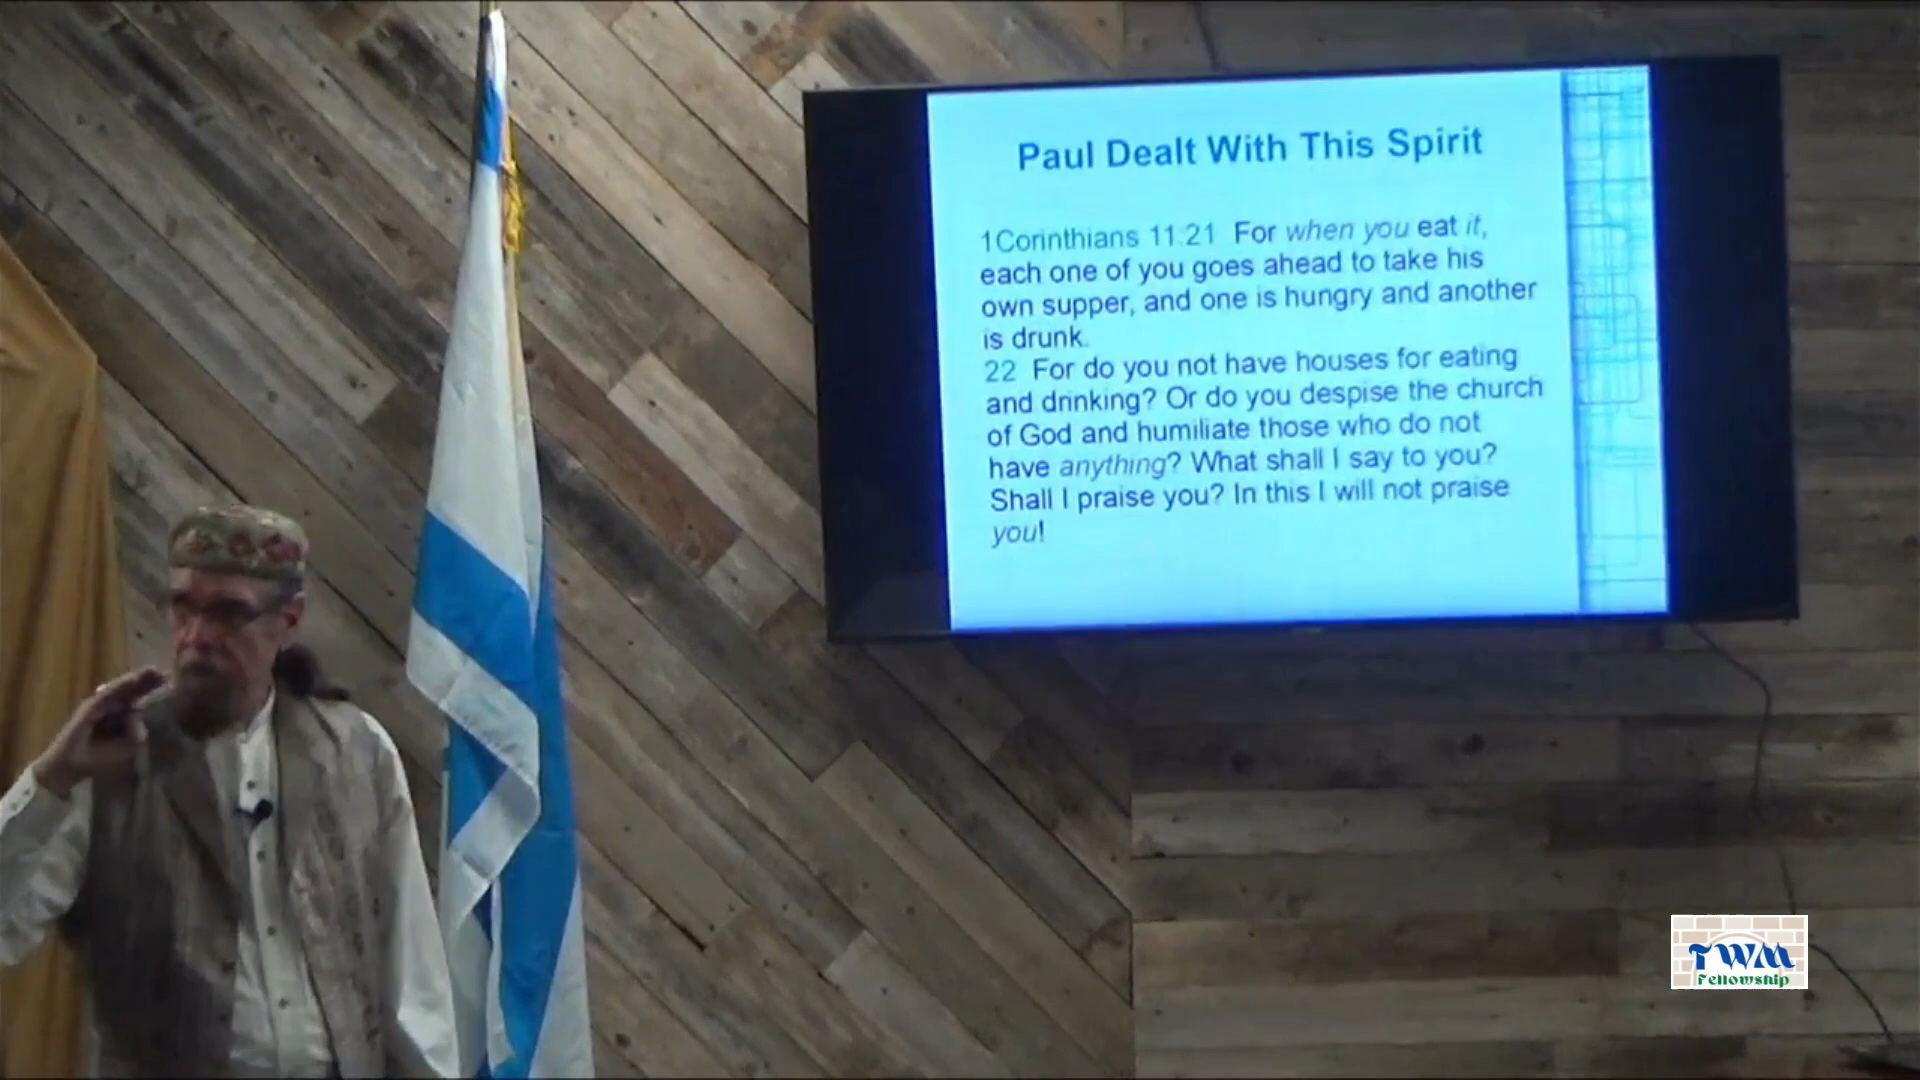 Paul Dealt With This Spirit
1Corinthians 11:21 For when you eat it,
each one of you goes ahead to take his
own supper, and one is hungry and another
is drunk.
22 For do you not have houses for eating
and drinking? Or do you despise the church
of God and humiliate those who do not
have anything? What shall I say to you?
Shall I praise you? In this I will not praise
you!
TWM
Fellowship